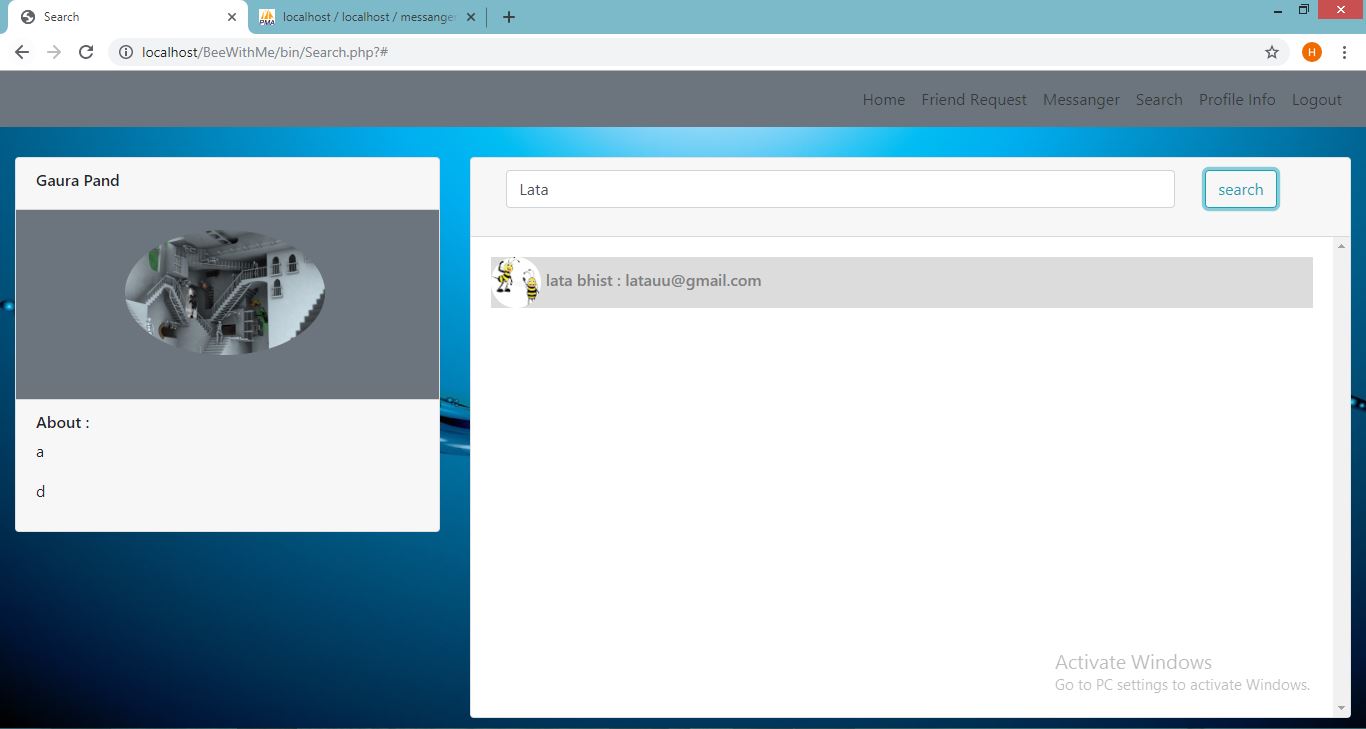 Search
localhost / localhost / messanger
localhost/BeeWithMe/bin/Search.php?#
H
Home Friend Request Messanger Search Profile Info Logout
Gaura Pand
About :
a
d
Lata
search
lata bhist : latauu@gmail.com
Activate Windows
Go to PC settings to activate Windows.